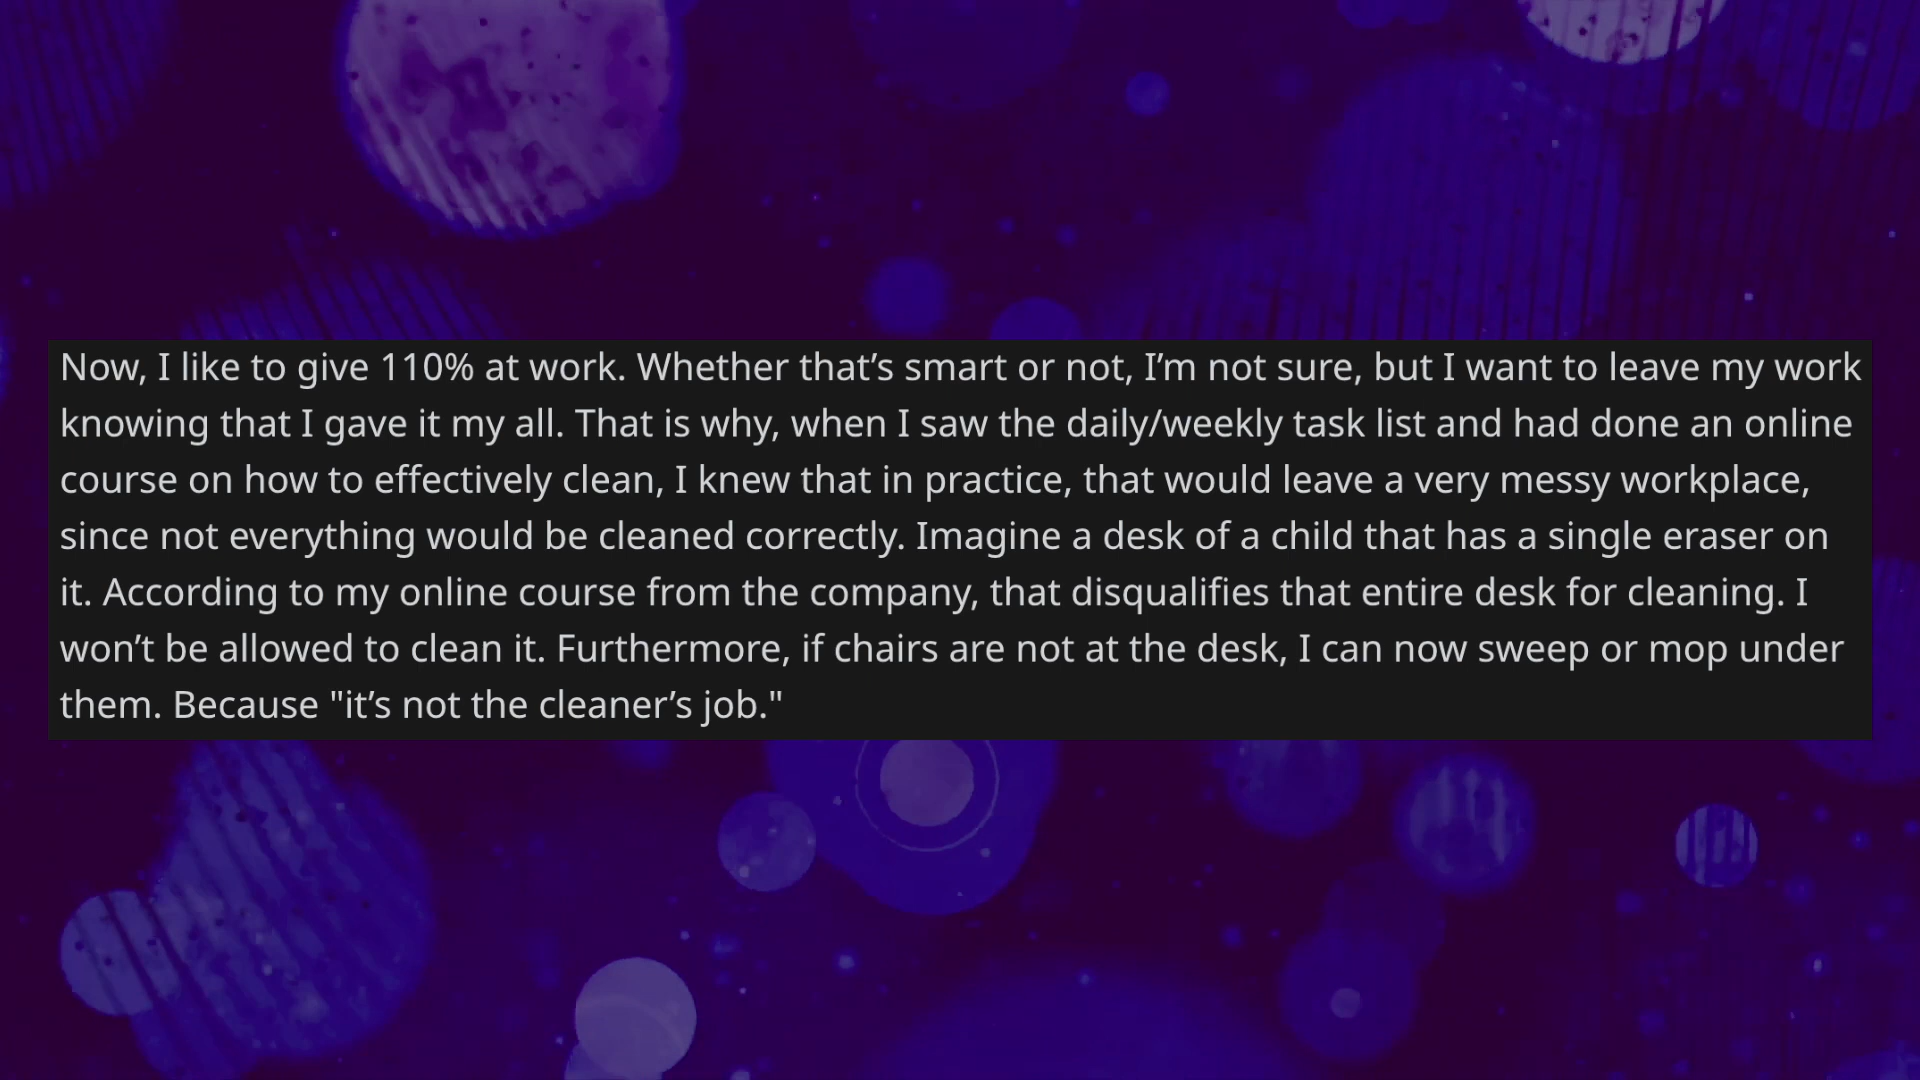 Now, I like to give 110% at work. Whether that’s smart or not, I’m not sure, but I want to leave my work
knowing that I gave it my all. That is why, when I saw the daily/weekly task list and had done an online
course on how to effectively clean, I knew that in practice, that would leave a very messy workplace,
since not everything would be cleaned correctly. Imagine a desk of a child that has a single eraser on
it. According to my online course from the company, that disqualifies that entire desk for cleaning. I
won’t be allowed to clean it. Furthermore, if chairs are not at the desk, I can now sweep or mop under
them. Because "it’s not the cleaner’s job."